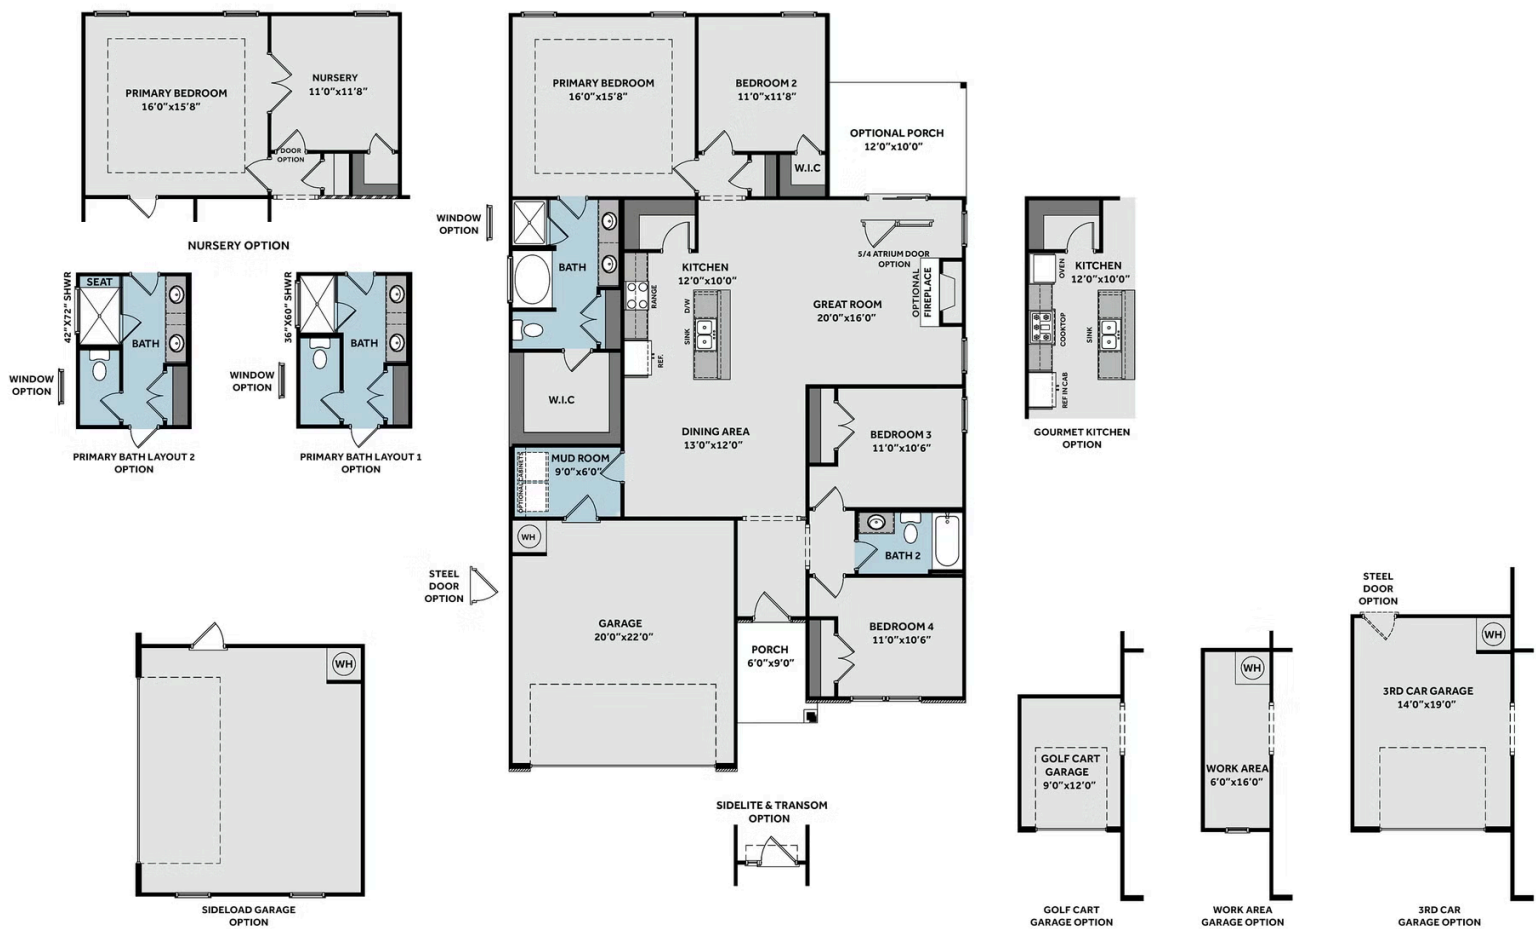 PRIMARY BEDROOM
16'0"x15'8"
NURSERY
11'0"x11'8"
DOOR
OPTION
NURSERY OPTION
42"X72" SHWR
SEAT
BATH
WINDOW
OPTION
PRIMARY BATH LAYOUT 2
OPTION
36"X60" SHWR
BATH
WINDOW
OPTION
PRIMARY BATH LAYOUT 1
OPTION
PRIMARY BEDROOM
16'0"x15'8"
BEDROOM 2
11'0"x11'8"
W.I.C
OPTIONAL PORCH
12'0"x10'0"
WINDOW
OPTION
BATH
KITCHEN
12'0"x10'0"
RANGE
D/W
SINK
REF.
5/4 ATRIUM DOOR
OPTION
GREAT ROOM
20'0"x16'0"
OPTIONAL
FIREPLACE
W.I.C
DINING AREA
13'0"x12'0"
BEDROOM 3
11'0"x10'6"
MUD ROOM
9'0"x6'0"
OPTIONAL CABINETS
WH
BATH 2
STEEL
DOOR
OPTION
GARAGE
20'0"x22'0"
PORCH
6'0"x9'0"
BEDROOM 4
11'0"x10'6"
SIDELITE & TRANSOM
OPTION
OVEN
KITCHEN
12'0"x10'0"
COOKTOP
SINK
REF IN CAB
GOURMET KITCHEN
OPTION
WH
SIDELOAD GARAGE
OPTION
GOLF CART
GARAGE
9'0"x12'0"
GOLF CART
GARAGE OPTION
WH
WORK AREA
6'0"x16'0"
WORK AREA
GARAGE OPTION
STEEL
DOOR
OPTION
WH
3RD CAR GARAGE
14'0"x19'0"
3RD CAR
GARAGE OPTION